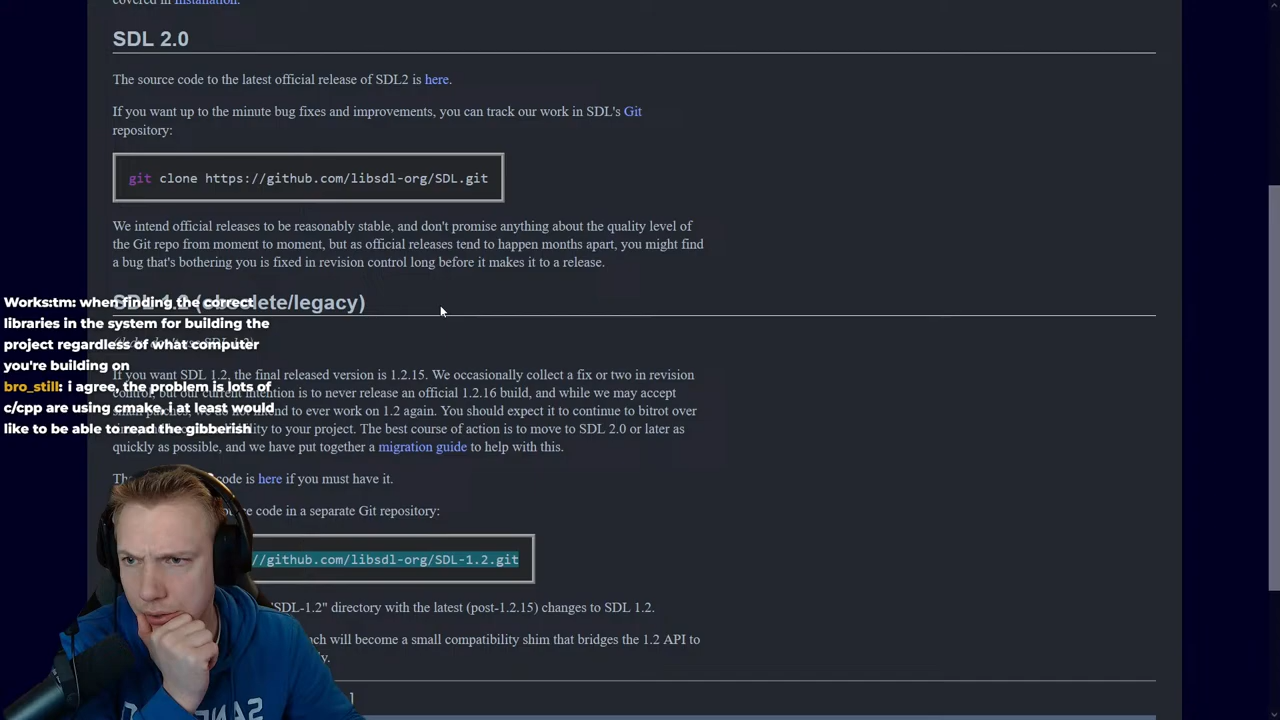 covered in Installation.
SDL 2.0
The source code to the latest official release of SDL2 is here.
If you want up to the minute bug fixes and improvements, you can track our work in SDL's Git
repository:
git clone https://github.com/libsdl-org/SDL.git
We intend official releases to be reasonably stable, and don't promise anything about the quality level of
the Git repo from moment to moment, but as official releases tend to happen months apart, you might find
a bug that's bothering you is fixed in revision control long before it makes it to a release.
SDL 1.2 (obsolete/legacy)
Works:tm: when finding the correct
libraries in the system for building the
project regardless of what computer
you're building on
bro_still: i agree, the problem is lots of
c/cpp are using cmake, i at least would
like to be able to read the gibberish
If you want SDL 1.2, the final released version is 1.2.15. We occasionally collect a fix or two in revision
control, but our current intention is to never release an official 1.2.16 build, and while we may accept
small patches, we do not intend to ever work on 1.2 again. You should expect it to continue to bitrot over
to your project. The best course of action is to move to SDL 2.0 or later as
quickly as possible, and we have put together a migration guide to help with this.
code is here if you must have it.
code in a separate Git repository:
//github.com/libsdl-org/SDL-1.2.git
"SDL-1.2" directory with the latest (post-1.2.15) changes to SDL 1.2.
will become a small compatibility shim that bridges the 1.2 API to